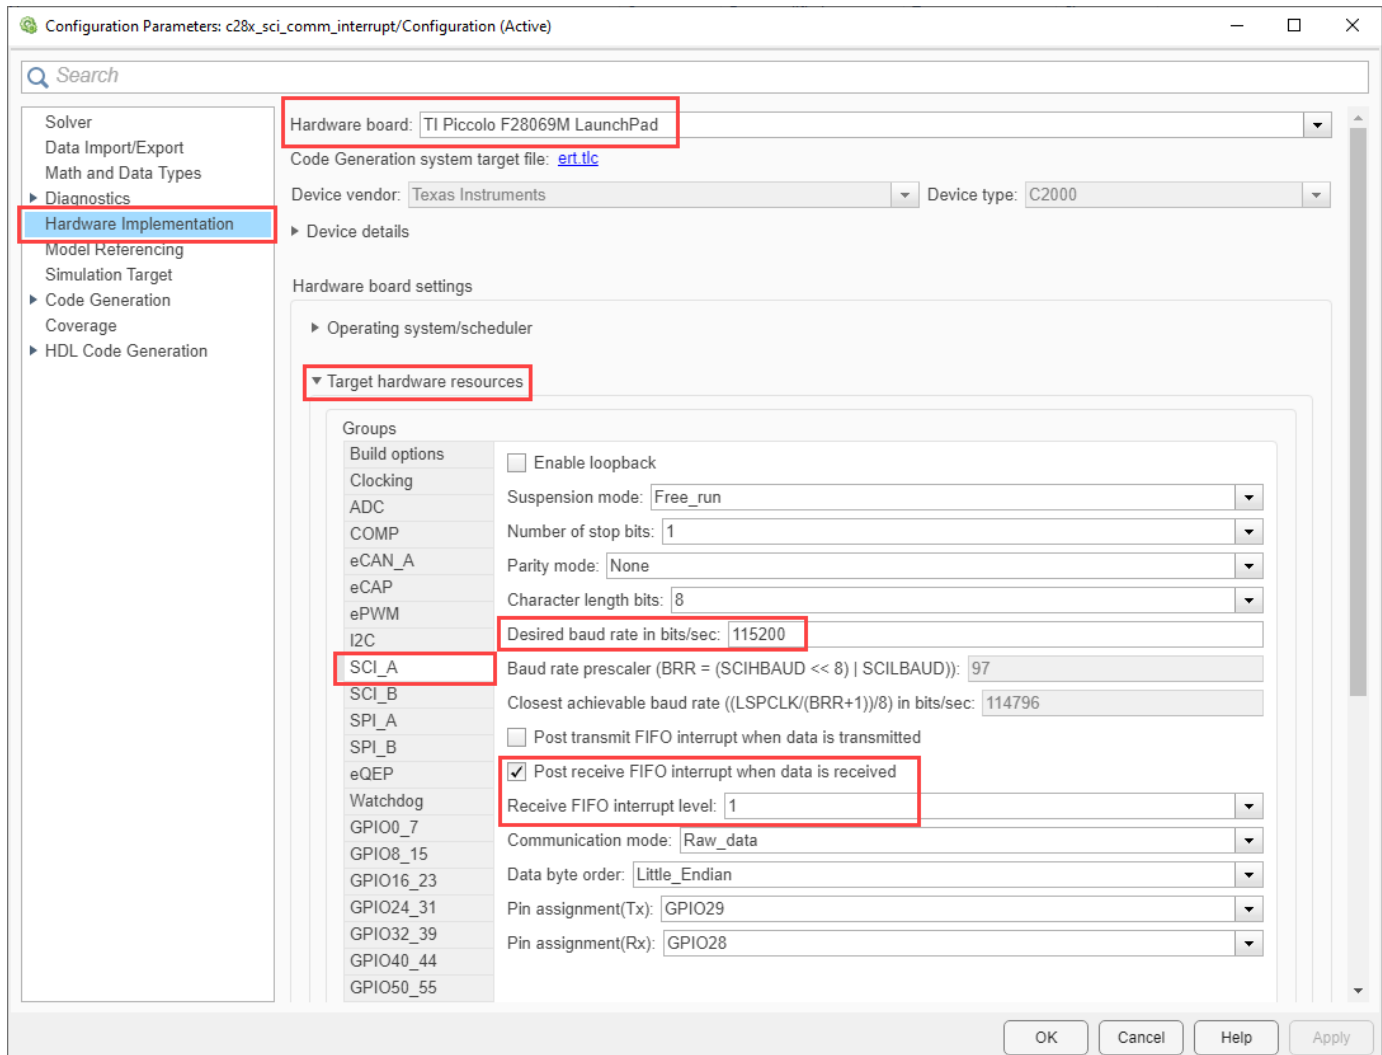 Configuration Parameters: c28x_sci_comm_interrupt/Configuration (Active)
Search
Solver
Data Import/Export
Math and Data Types
Diagnostics
Hardware Implementation
Model Referencing
Simulation Target
Code Generation
Coverage
HDL Code Generation
Hardware board: TI Piccolo F28069M LaunchPad
Code Generation system target file: ert.tlc
Device vendor: Texas Instruments Device type: C2000
Device details
Hardware board settings
Operating system/scheduler
Target hardware resources
Groups
Build options
Clocking
ADC
COMP
eCAN_A
eCAP
ePWM
I2C
SCI_A
SCI_B
SPI_A
SPI_B
eQEP
Watchdog
GPIO0_7
GPIO8_15
GPIO16_23
GPIO24_31
GPIO32_39
GPIO40_44
GPIO50_55
Enable loopback
Suspension mode: Free_run
Number of stop bits: 1
Parity mode: None
Character length bits: 8
Desired baud rate in bits/sec: 115200
Baud rate prescaler (BRR = (SCIHBAUD << 8) | SCILBAUD)): 97
Closest achievable baud rate ((LSPCLK/(BRR+1))/8) in bits/sec: 114796
Post transmit FIFO interrupt when data is transmitted
Post receive FIFO interrupt when data is received
Receive FIFO interrupt level: 1
Communication mode: Raw_data
Data byte order: Little_Endian
Pin assignment(Tx): GPIO29
Pin assignment(Rx): GPIO28
OK Cancel Help Apply